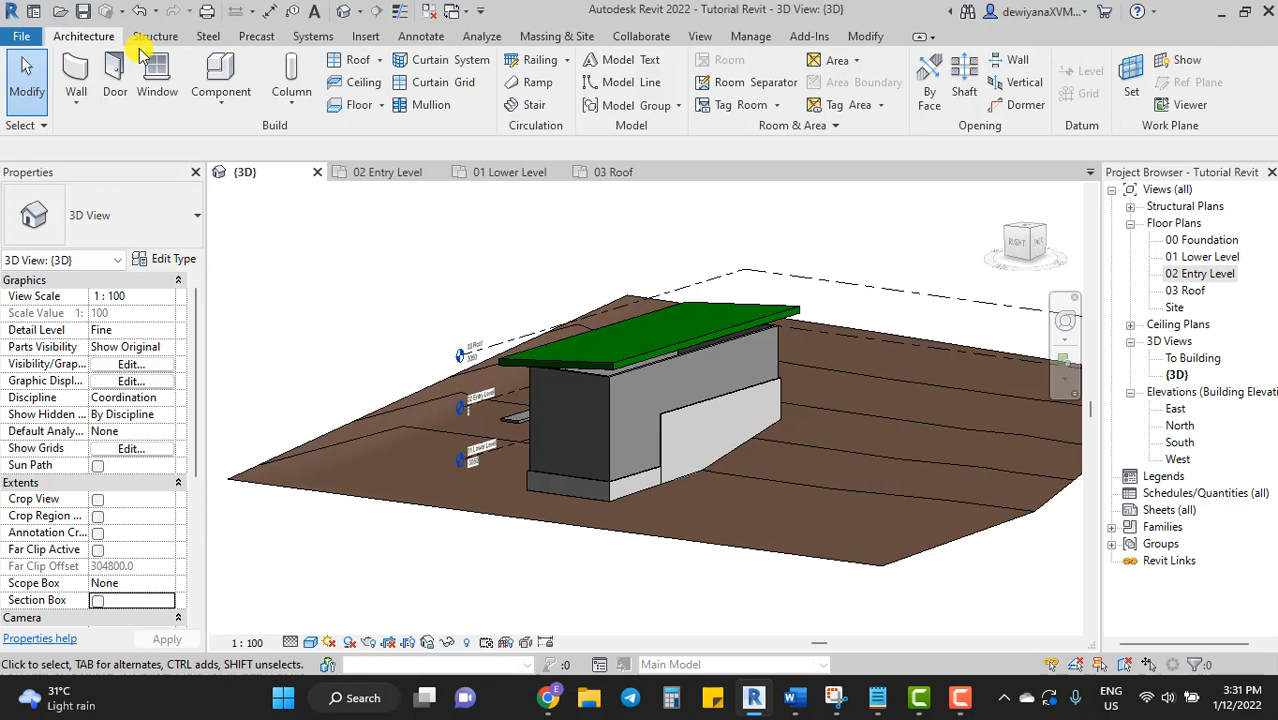 Autodesk Revit 2022 - Tutorial Revit - 3D View: {3D}
dewiyanaXVM...
File Architecture Structure Steel Precast Systems Insert Annotate Analyze Massing & Site Collaborate View Manage Add-Ins Modify
Modify
Wall
Door
Window
Component
Column
Roof
Ceiling
Floor
Curtain System
Curtain Grid
Mullion
Railing
Ramp
Stair
Model Text
Model Line
Model Group
Room
Room Separator
Tag Room
Area
Area Boundary
Tag Area
By Face
Shaft
Wall
Vertical
Dormer
Level
Grid
Set
Show
Ref Plane
Viewer
Select
Build
Circulation
Model
Room & Area
Opening
Datum
Work Plane
Properties
{3D}
02 Entry Level
01 Lower Level
03 Roof
Project Browser - Tutorial Revit
3D View
3D View: {3D}
Edit Type
Graphics
View Scale 1 : 100
Scale Value 1: 100
Detail Level Fine
Parts Visibility Show Original
Visibility/Grap... Edit...
Graphic Displ... Edit...
Discipline Coordination
Show Hidden ... By Discipline
Default Analy... None
Show Grids Edit...
Sun Path
Extents
Crop View
Crop Region ...
Annotation Cr...
Far Clip Active
Far Clip Offset 304800.0
Scope Box None
Section Box
Camera
Properties help
Apply
03 Roof
02 Entry Level
01 Lower Level
RIGHT
Views (all)
Structural Plans
Floor Plans
00 Foundation
01 Lower Level
02 Entry Level
03 Roof
Site
Ceiling Plans
3D Views
To Building
{3D}
Elevations (Building Elevati
East
North
South
West
Legends
Schedules/Quantities (all)
Sheets (all)
Families
Groups
Revit Links
1 : 100
Click to select, TAB for alternates, CTRL adds, SHIFT unselects.
:0
Main Model
:0
31°C
Light rain
Search
ENG
US
3:31 PM
1/12/2022